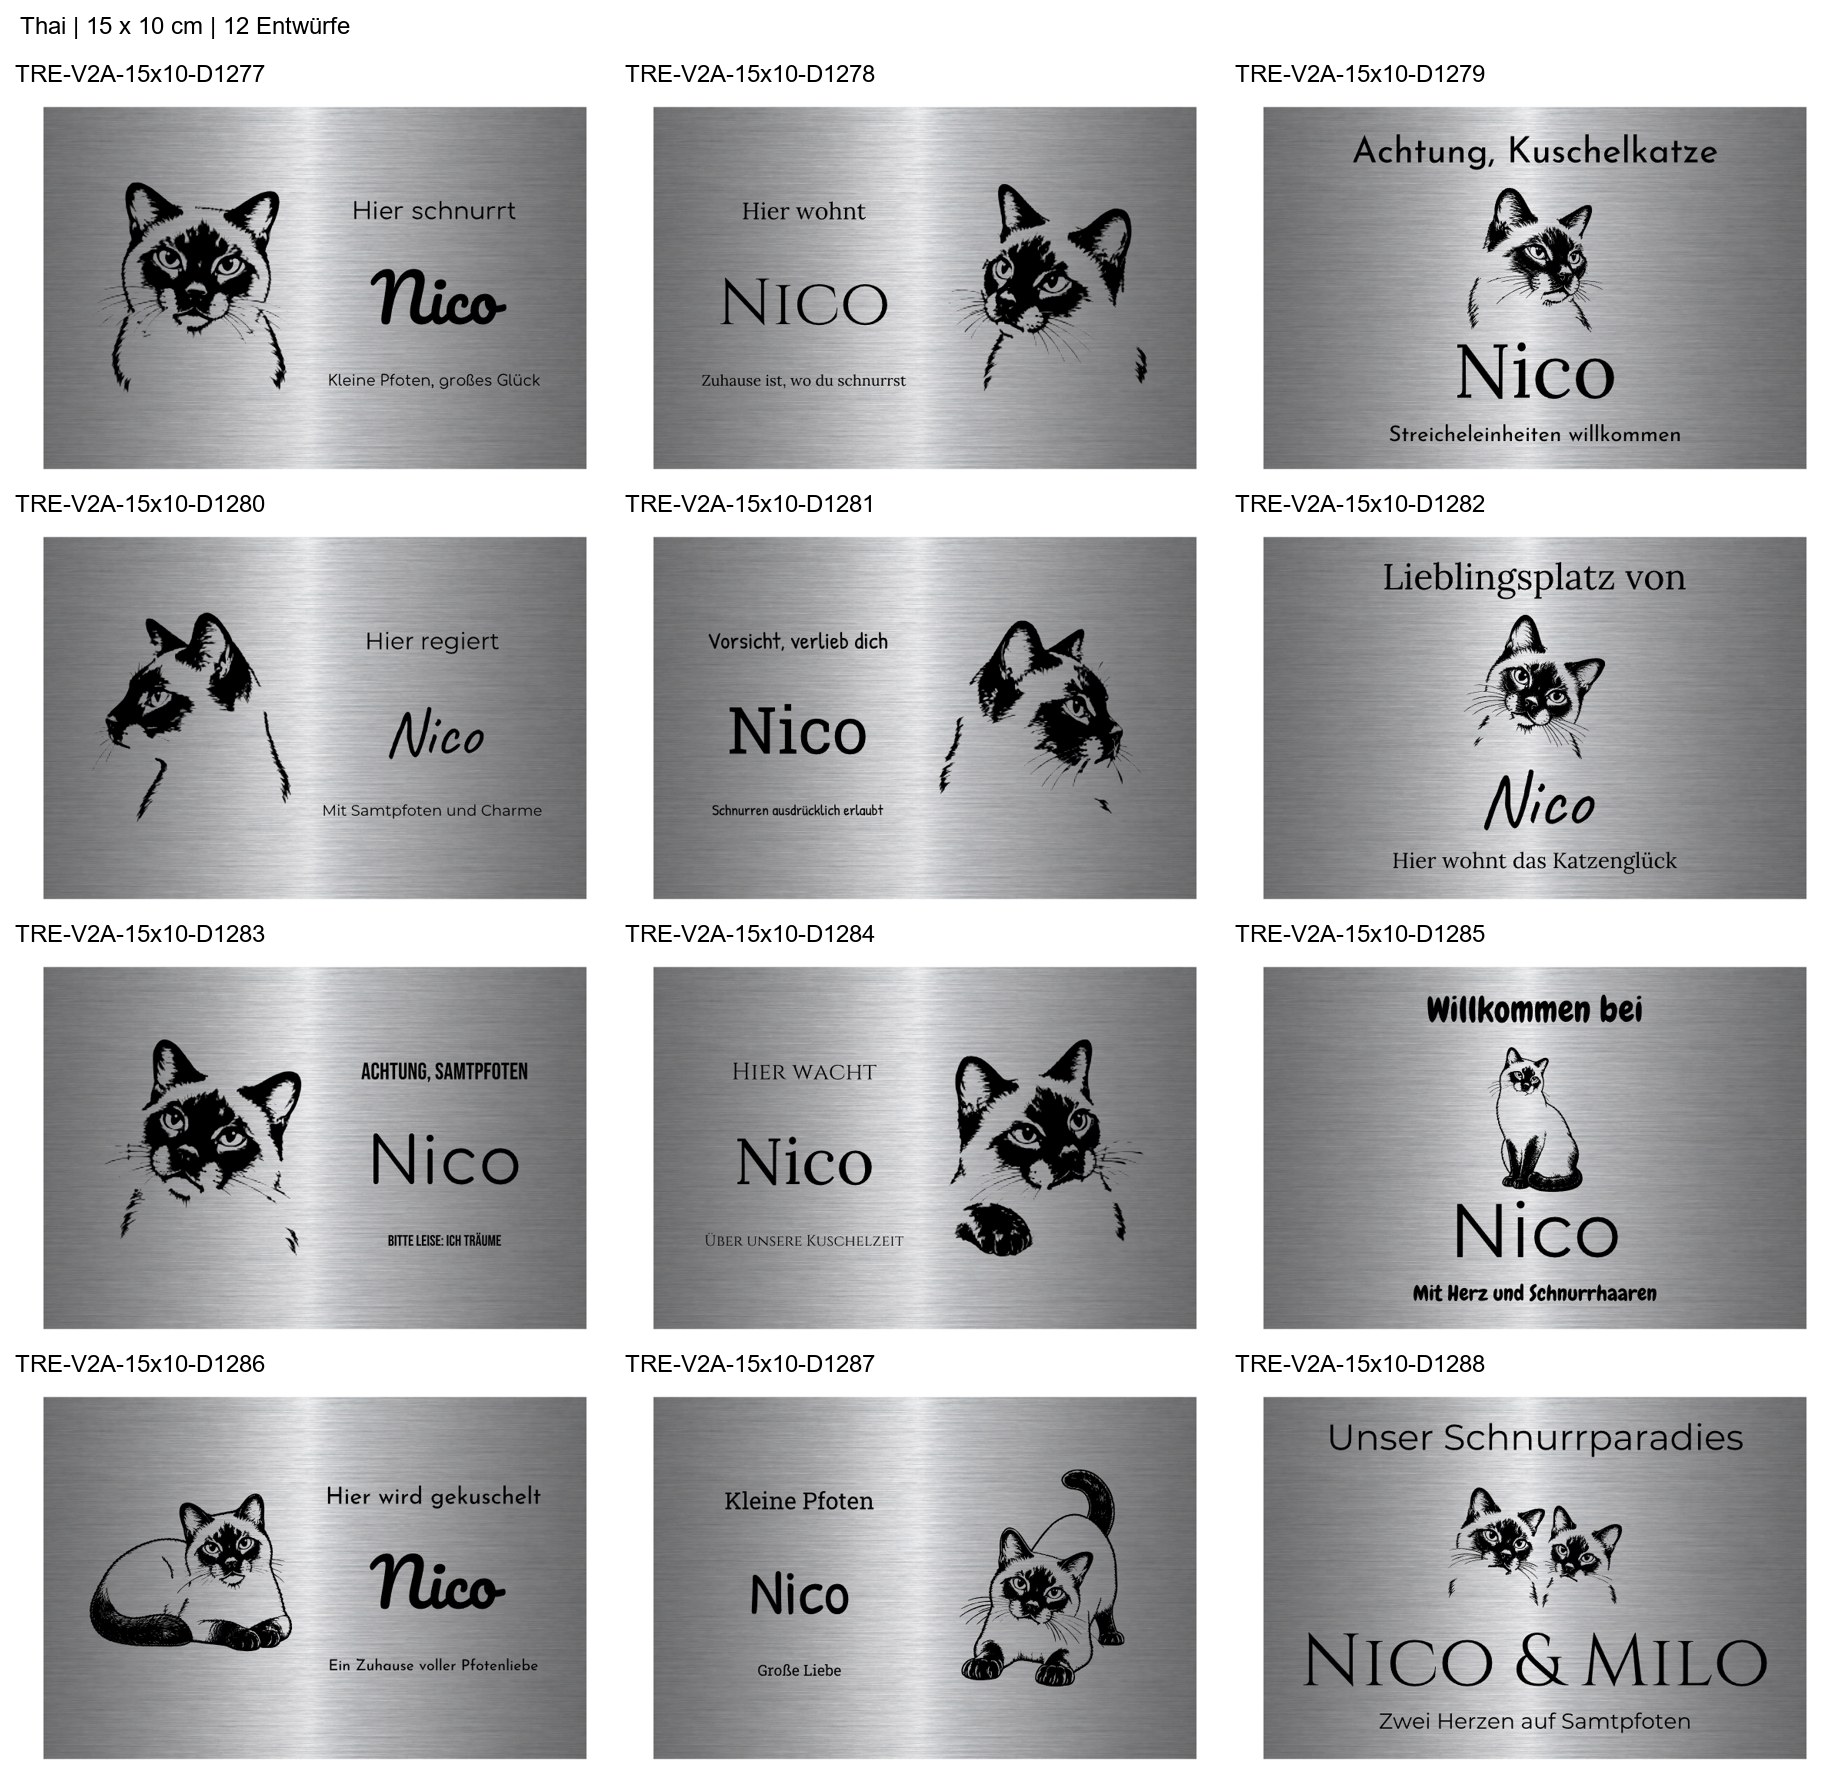 Thai | 15 x 10 cm | 12 Entwürfe
TRE-V2A-15x10-D1277
Hier schnurrt
Nico
Kleine Pfoten, großes Glück
TRE-V2A-15x10-D1278
Hier wohnt
Nico
Zuhause ist, wo du schnurrst
TRE-V2A-15x10-D1279
Achtung, Kuschelkatze
Nico
Streicheleinheiten willkommen
TRE-V2A-15x10-D1280
Hier regiert
Nico
Mit Samtpfoten und Charme
TRE-V2A-15x10-D1281
Vorsicht, verlieb dich
Nico
Schnurren ausdrücklich erlaubt
TRE-V2A-15x10-D1282
Lieblingsplatz von
Nico
Hier wohnt das Katzenglück
TRE-V2A-15x10-D1283
ACHTUNG, SAMTPFOTEN
Nico
BITTE LEISE: ICH TRÄUME
TRE-V2A-15x10-D1284
Hier wacht
Nico
Über unsere Kuschelzeit
TRE-V2A-15x10-D1285
Willkommen bei
Nico
Mit Herz und Schnurrhaaren
TRE-V2A-15x10-D1286
Hier wird gekuschelt
Nico
Ein Zuhause voller Pfotenliebe
TRE-V2A-15x10-D1287
Kleine Pfoten
Nico
Große Liebe
TRE-V2A-15x10-D1288
Unser Schnurrparadies
Nico & Milo
Zwei Herzen auf Samtpfoten